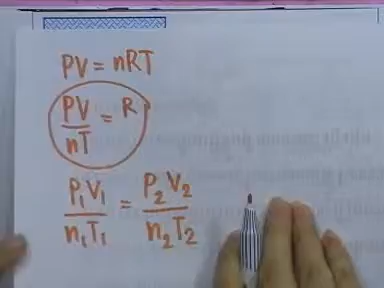 PV = nRT
PV/nT = R
P₁V₁/n₁T₁ = P₂V₂/n₂T₂